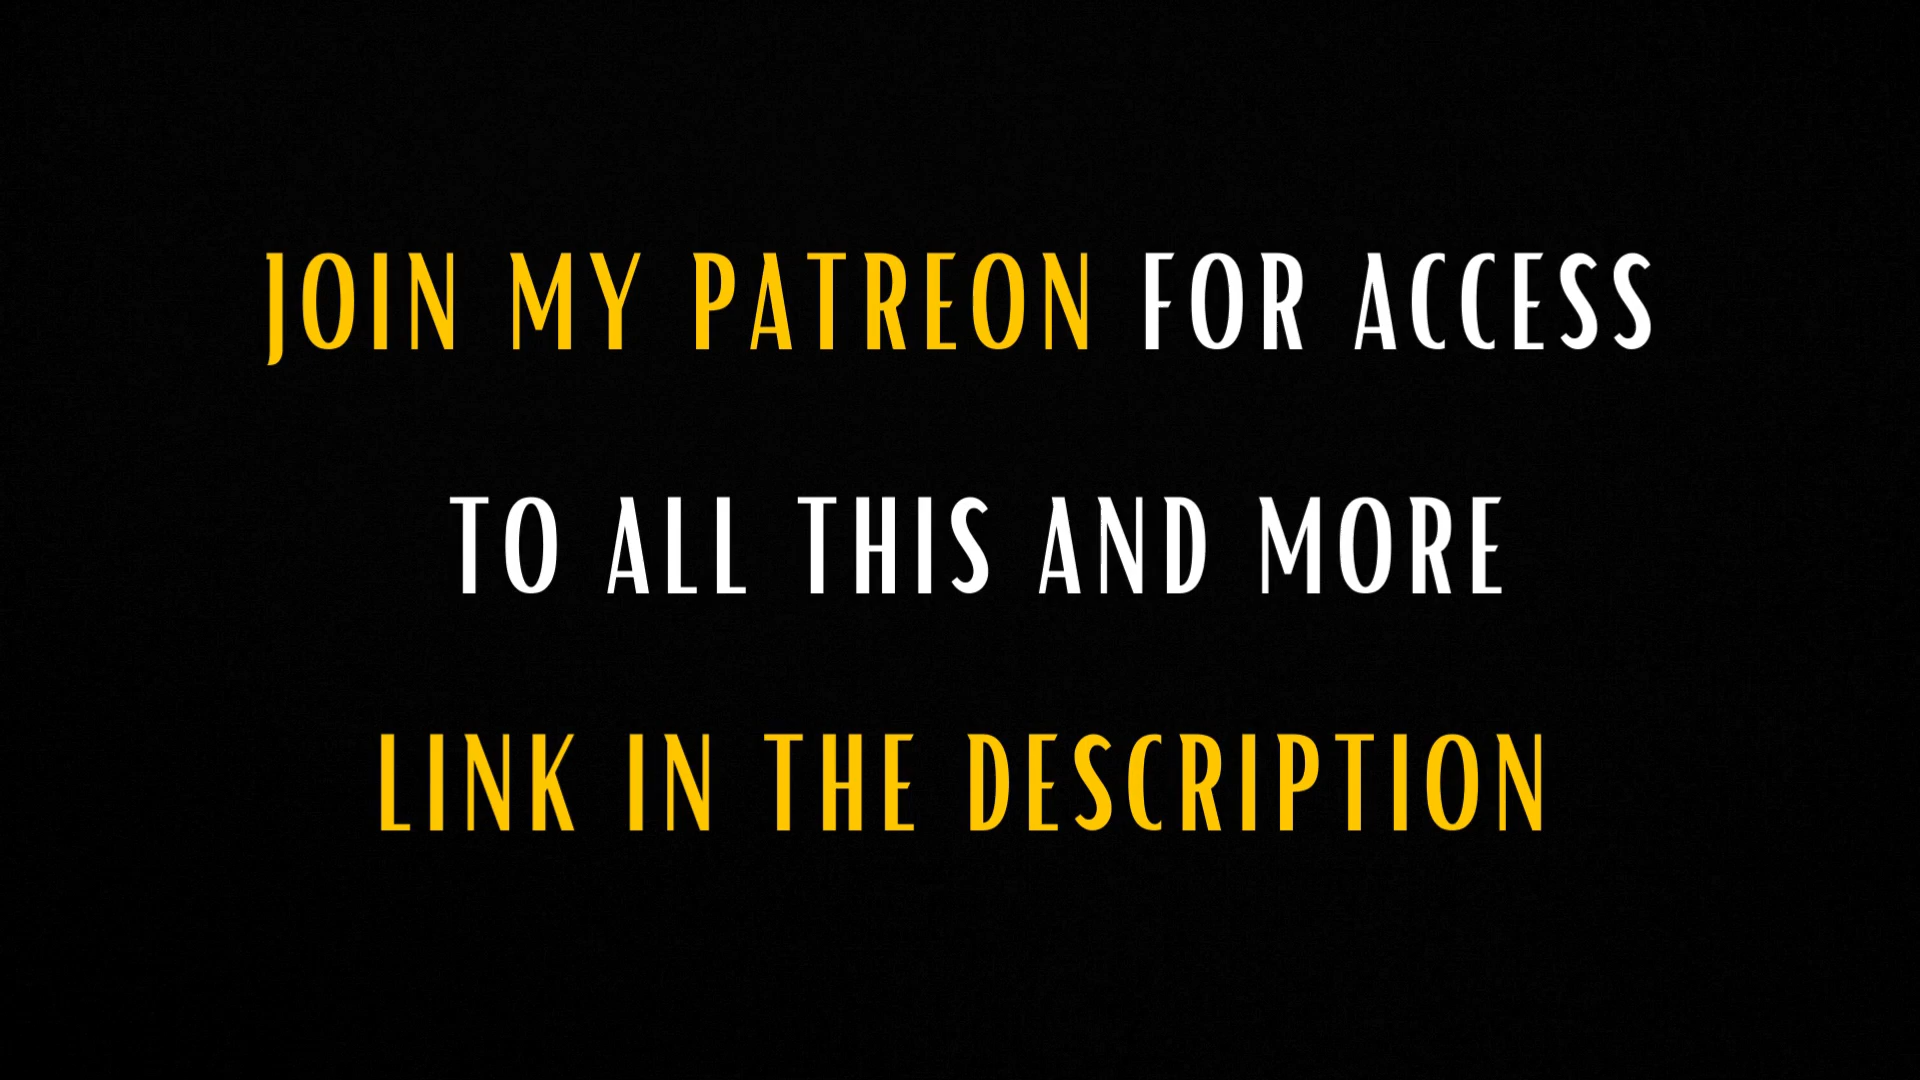 JOIN MY PATREON FOR ACCESS
TO ALL THIS AND MORE
LINK IN THE DESCRIPTION